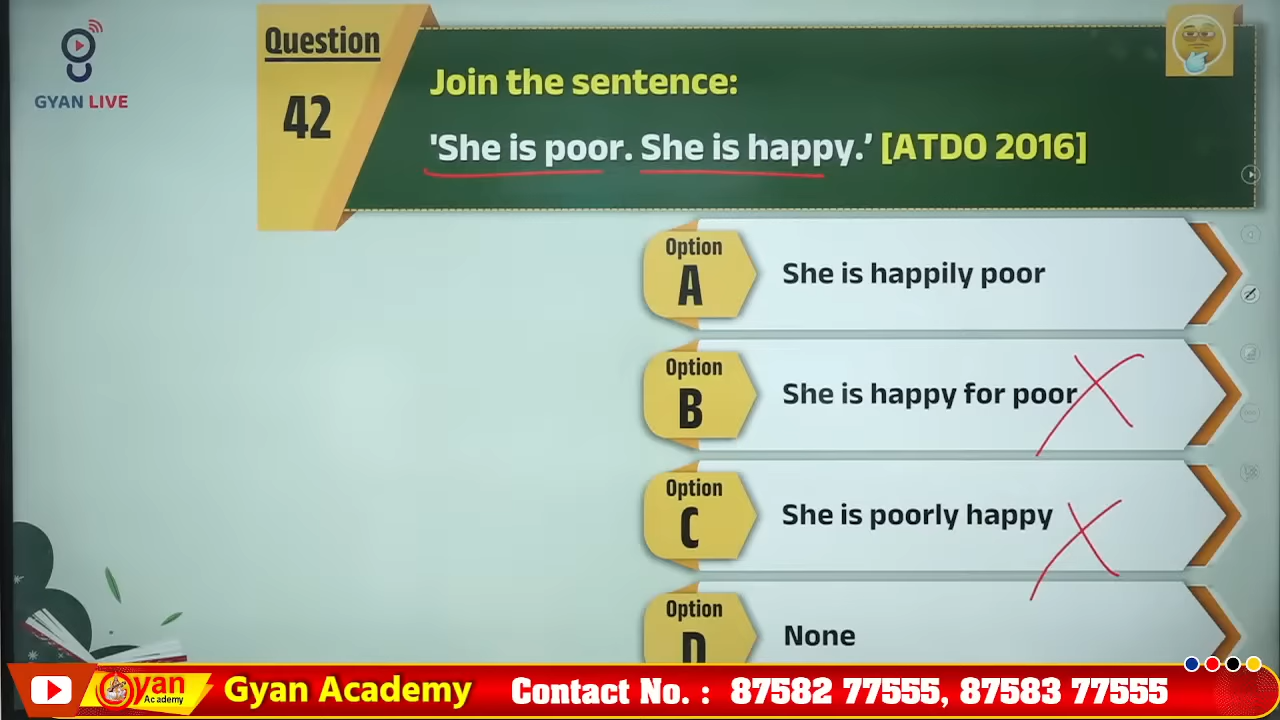 GYAN LIVE
Question
42
Join the sentence:
'She is poor. She is happy.’ [ATDO 2016]
Option
A
She is happily poor
Option
B
She is happy for poor
Option
C
She is poorly happy
Option
D
None
Gyan
Academy
Gyan Academy
Contact No. : 87582 77555, 87583 77555